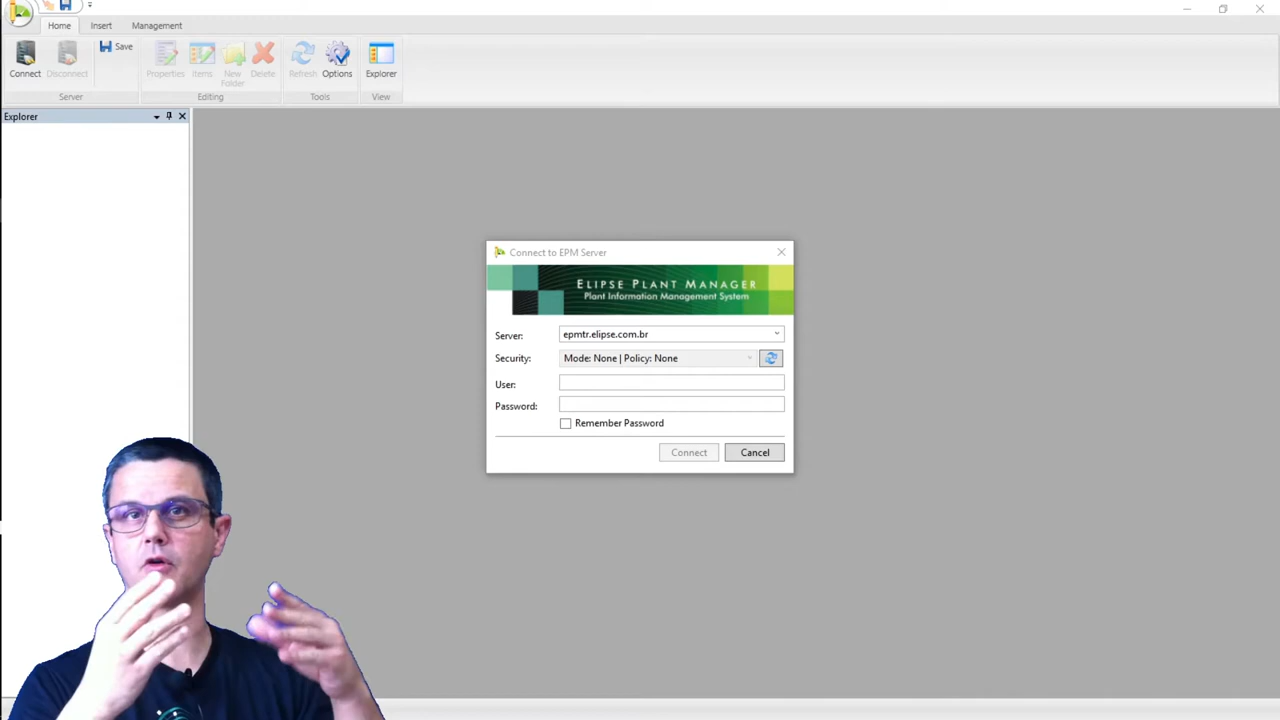 Home Insert Management
Connect Disconnect Save Properties Items New Folder Delete Refresh Options Explorer
Server Editing Tools View
Explorer
Connect to EPM Server
ELIPSE PLANT MANAGER
Plant Information Management System
Server: epmtr.elipse.com.br
Security: Mode: None | Policy: None
User:
Password:
Remember Password
Connect Cancel